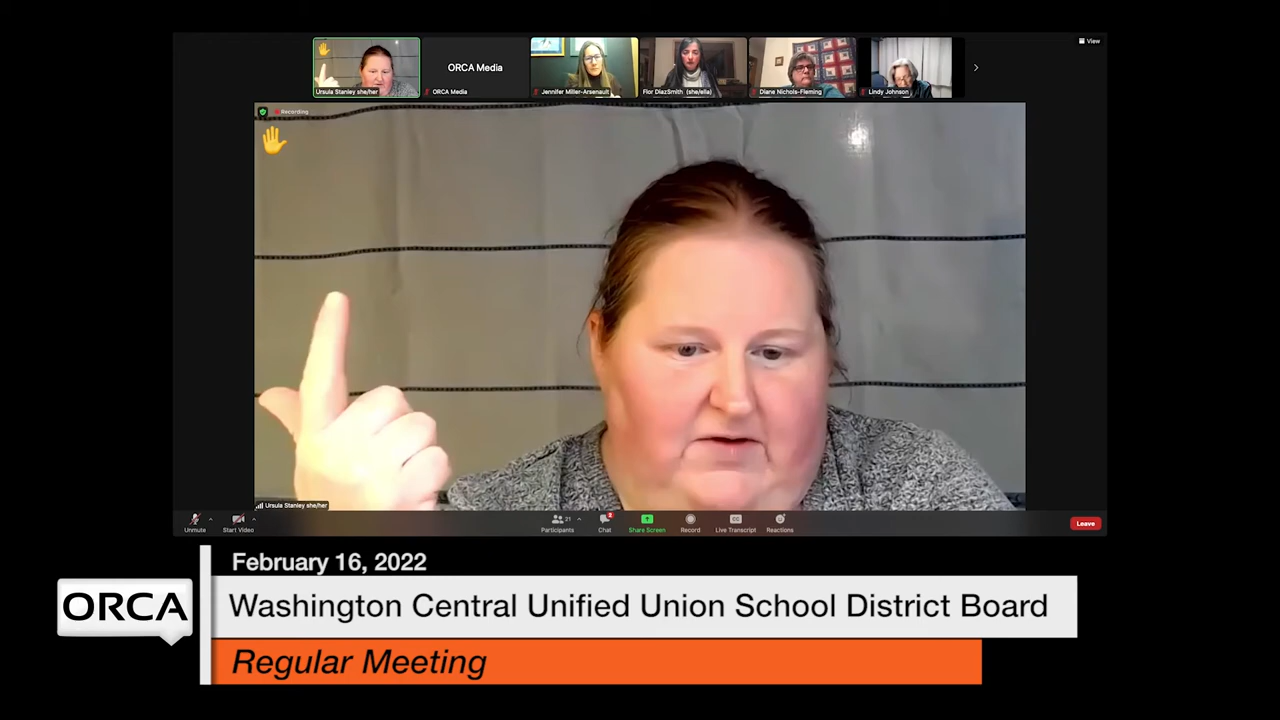 View
ORCA Media
Ursula Stanley she/her
ORCA Media
Jennifer Miller-Arsenault
Flor DiazSmith (she/ella)
Diane Nichols-Fleming
Lindy Johnson
Recording
Ursula Stanley she/her
Unmute
Start Video
Participants
21
Chat
Share Screen
Record
CC
Live Transcript
Reactions
Leave
February 16, 2022
ORCA
Washington Central Unified Union School District Board
Regular Meeting